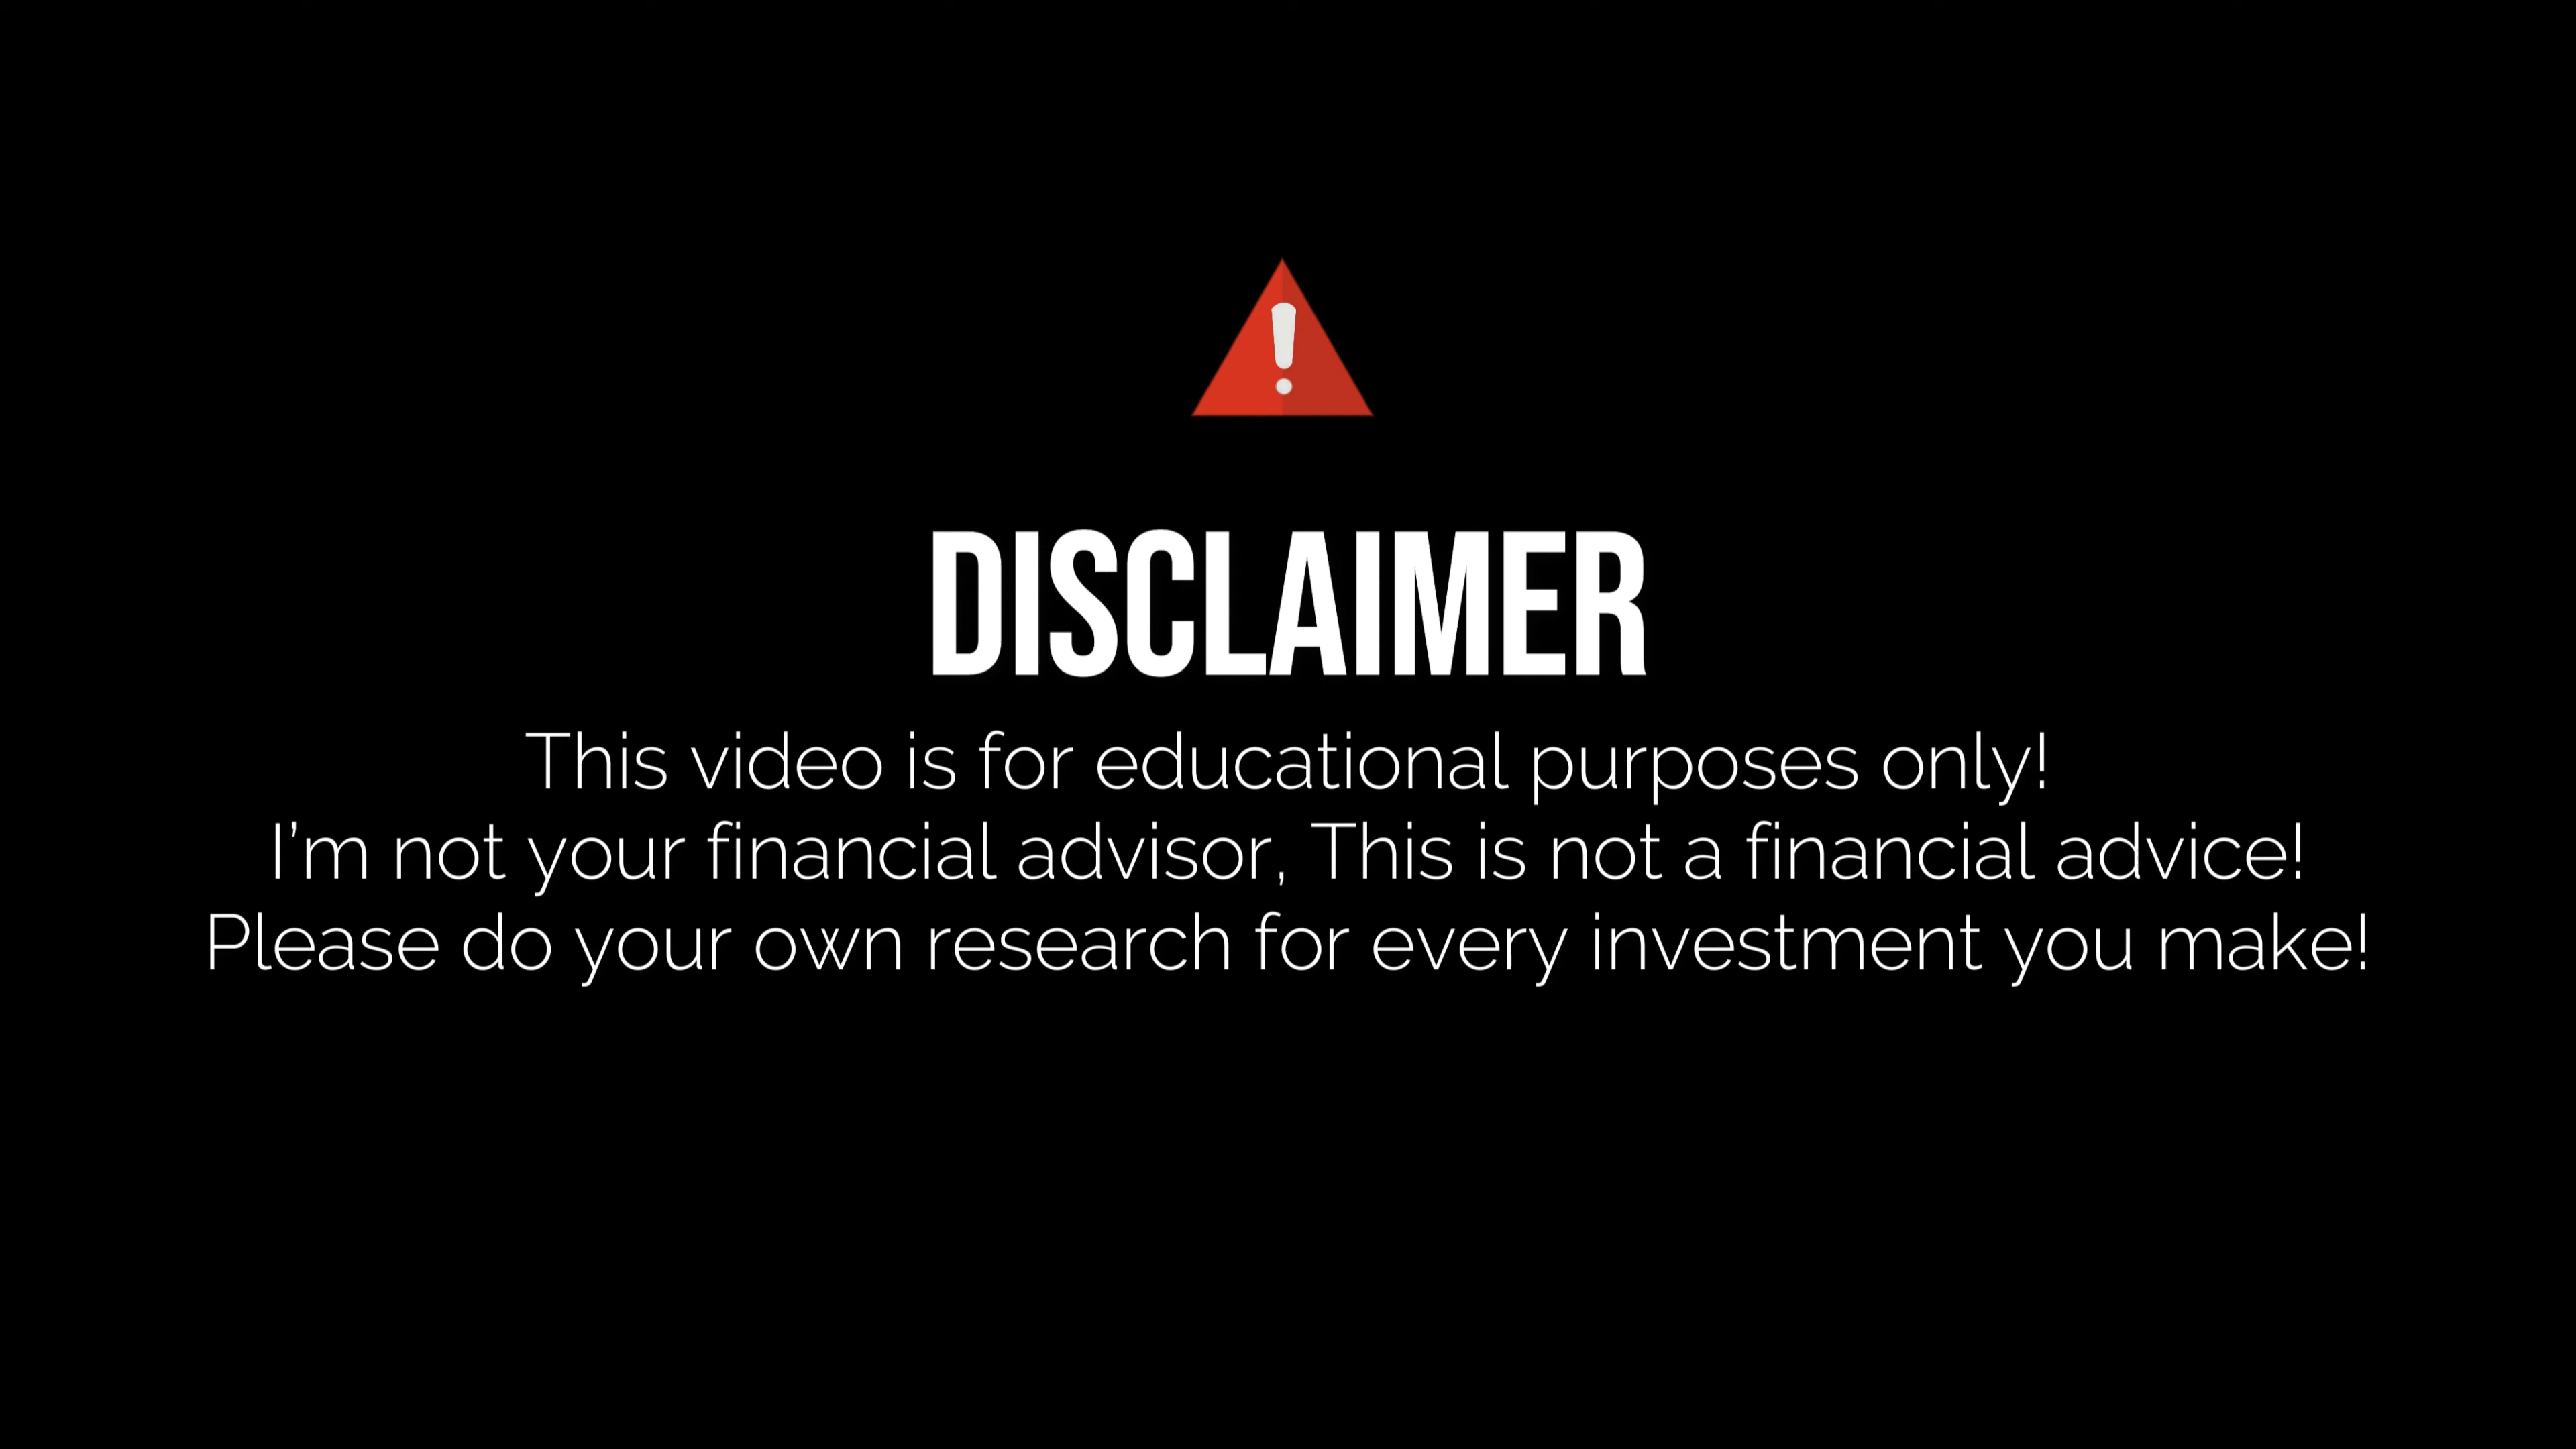 DISCLAIMER
This video is for educational purposes only!
I’m not your financial advisor, This is not a financial advice!
Please do your own research for every investment you make!